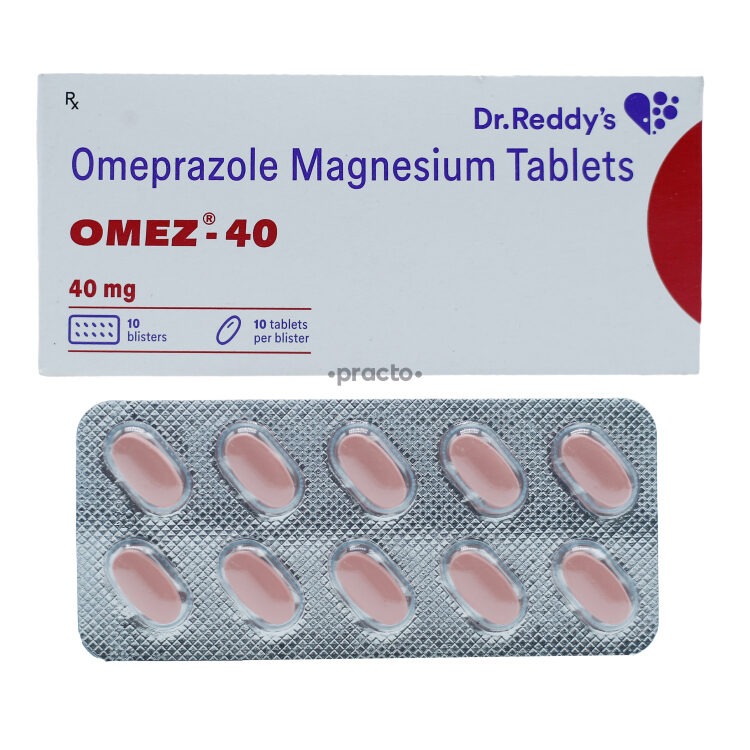 Rx
Dr.Reddy's
Omeprazole Magnesium Tablets
OMEZ®-40
40 mg
10 blisters
10 tablets per blister
•practo•